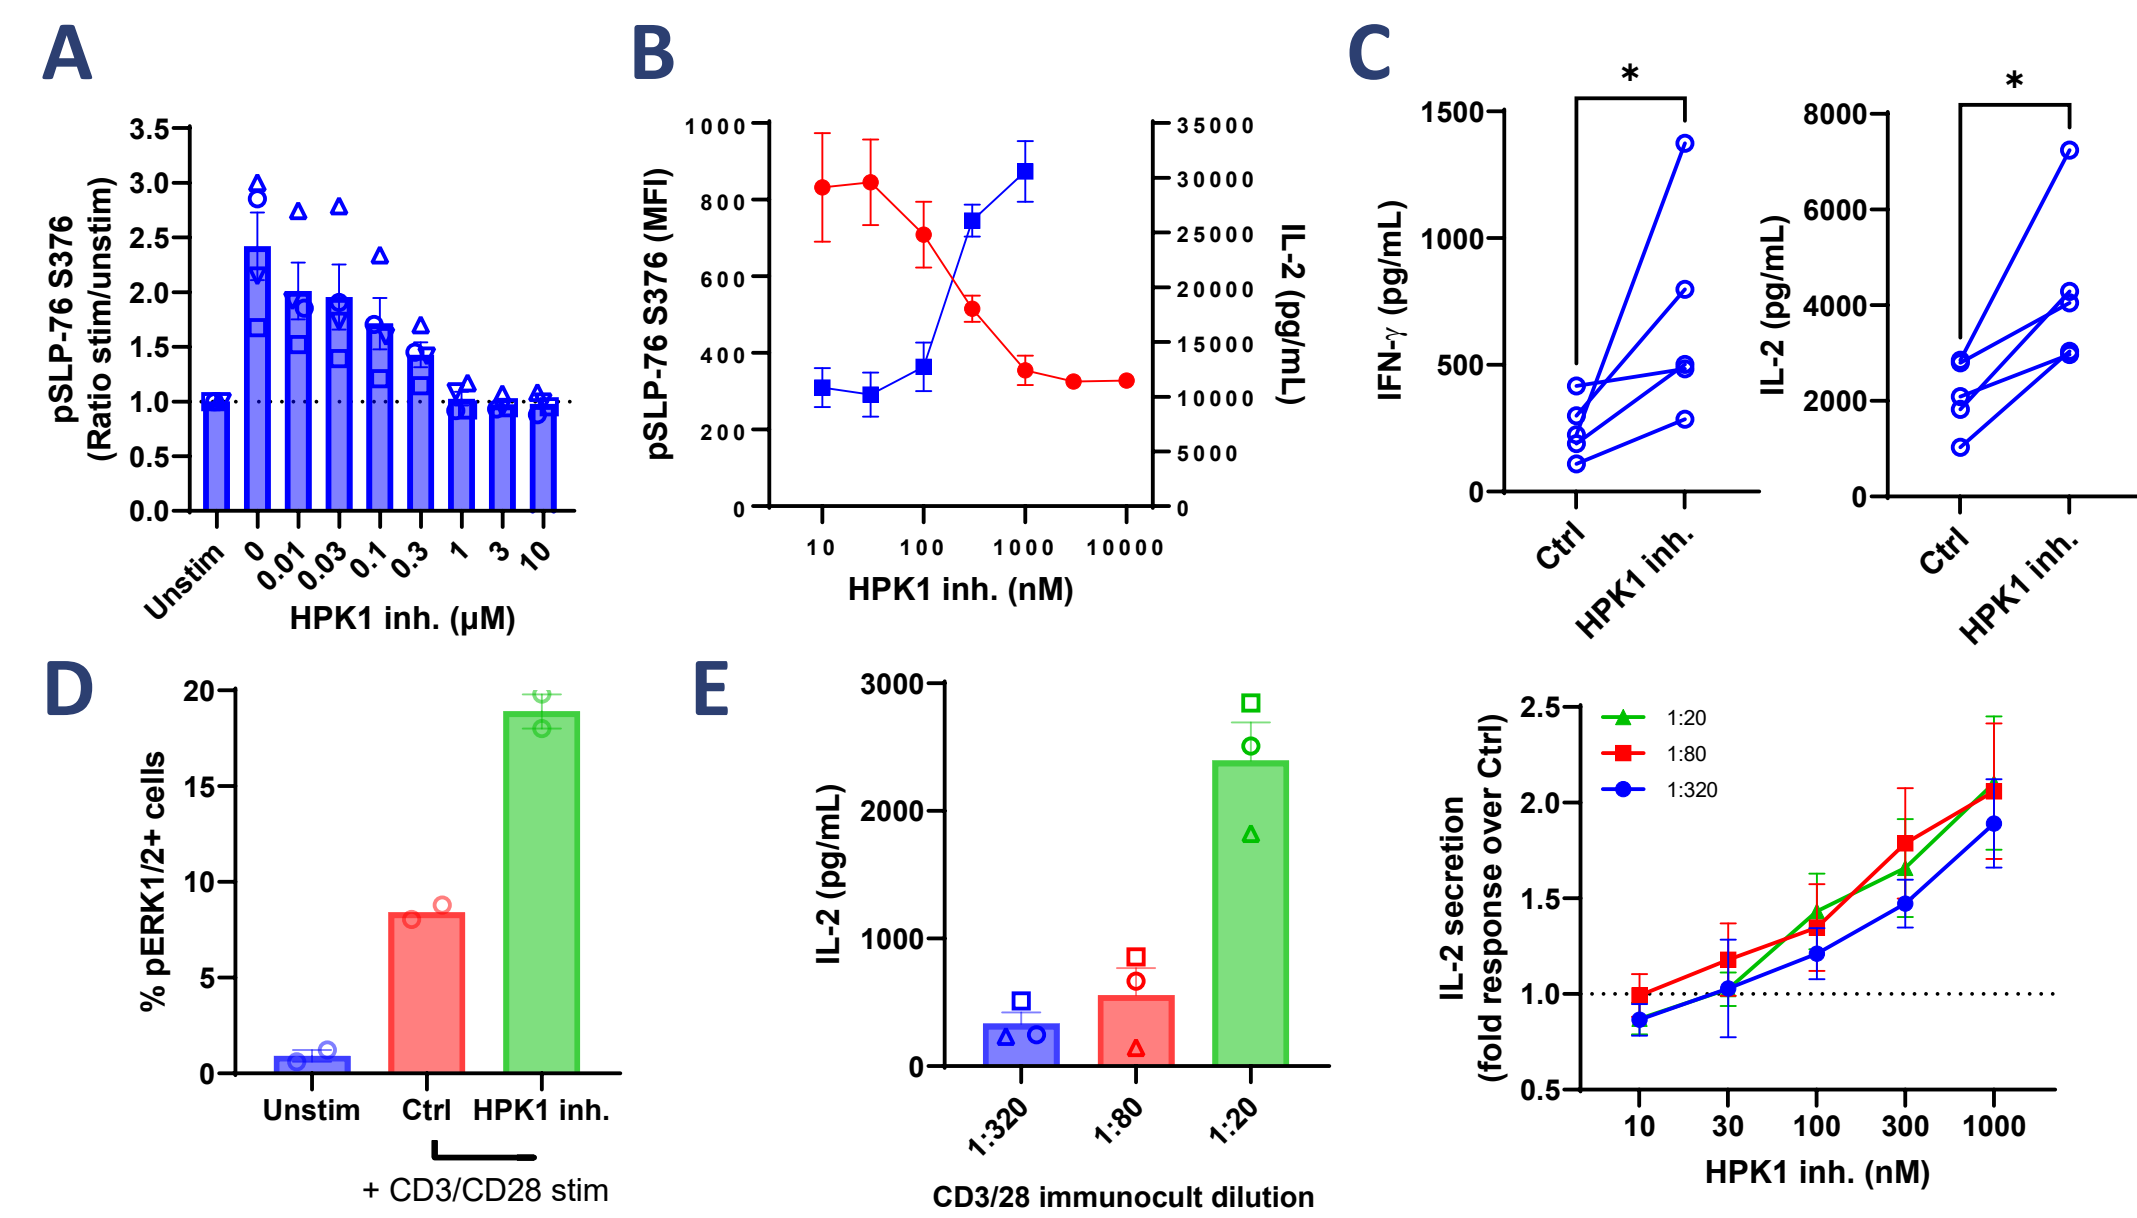 A
pSLP-76 S376
(Ratio stim/unstim)
3.5
3.0
2.5
2.0
1.5
1.0
0.5
0.0
Unstim
0
0.01
0.03
0.1
0.3
1
3
10
HPK1 inh. (µM)
B
pSLP-76 S376 (MFI)
1000
800
600
400
200
0
35000
30000
25000
20000
15000
10000
5000
0
IL-2 (pg/mL)
10
100
1000
10000
HPK1 inh. (nM)
C
IFN-γ (pg/mL)
1500
1000
500
0
*
Ctrl
HPK1 inh.
IL-2 (pg/mL)
8000
6000
4000
2000
0
*
Ctrl
HPK1 inh.
D
% pERK1/2+ cells
20
15
10
5
0
Unstim
Ctrl
HPK1 inh.
+ CD3/CD28 stim
E
IL-2 (pg/mL)
3000
2000
1000
0
1:320
1:80
1:20
CD3/28 immunocult dilution
IL-2 secretion
(fold response over Ctrl)
2.5
2.0
1.5
1.0
0.5
1:20
1:80
1:320
10
30
100
300
1000
HPK1 inh. (nM)